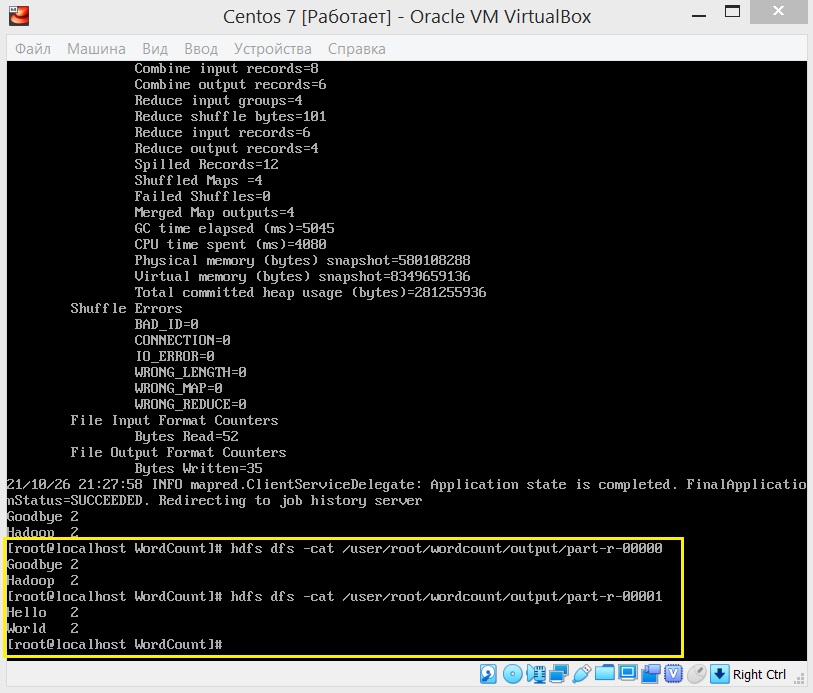 Centos 7 [Работает] - Oracle VM VirtualBox
Файл Машина Вид Ввод Устройства Справка
Combine input records=8
Combine output records=6
Reduce input groups=4
Reduce shuffle bytes=101
Reduce input records=6
Reduce output records=4
Spilled Records=12
Shuffled Maps =4
Failed Shuffles=0
Merged Map outputs=4
GC time elapsed (ms)=5045
CPU time spent (ms)=4080
Physical memory (bytes) snapshot=580108288
Virtual memory (bytes) snapshot=8349659136
Total committed heap usage (bytes)=281255936
Shuffle Errors
BAD_ID=0
CONNECTION=0
IO_ERROR=0
WRONG_LENGTH=0
WRONG_MAP=0
WRONG_REDUCE=0
File Input Format Counters
Bytes Read=52
File Output Format Counters
Bytes Written=35
21/10/26 21:27:58 INFO mapred.ClientServiceDelegate: Application state is completed. FinalApplicatio
nStatus=SUCCEEDED. Redirecting to job history server
Goodbye 2
Hadoop 2
[root@localhost WordCount]# hdfs dfs -cat /user/root/wordcount/output/part-r-00000
Goodbye 2
Hadoop 2
[root@localhost WordCount]# hdfs dfs -cat /user/root/wordcount/output/part-r-00001
Hello 2
World 2
[root@localhost WordCount]#
Right Ctrl